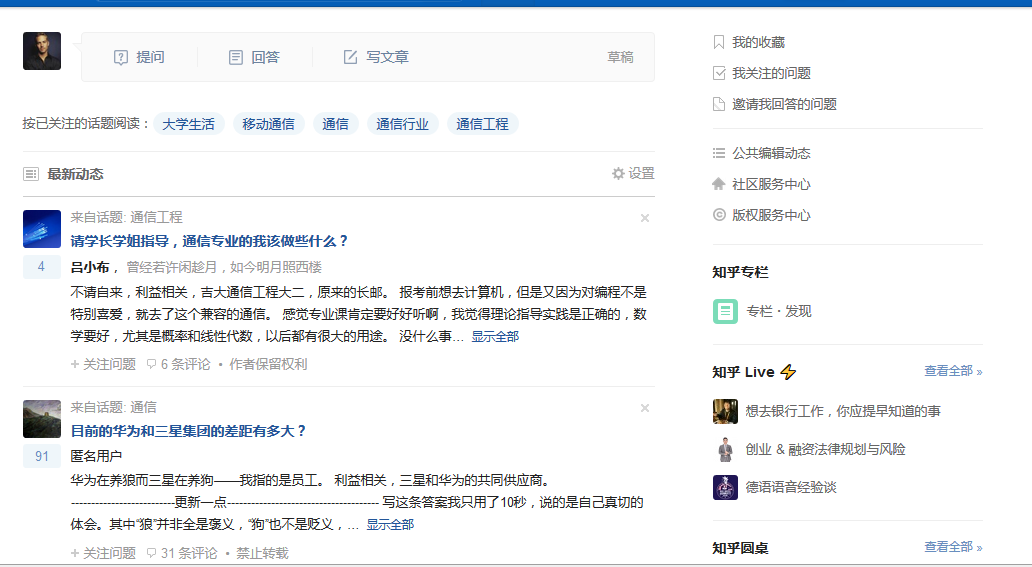 提问 回答 写文章 草稿
按已关注的话题阅读： 大学生活 移动通信 通信 通信行业 通信工程
最新动态 设置
来自话题: 通信工程
请学长学姐指导，通信专业的我该做些什么？
4 吕小布， 曾经若许闲趁月，如今明月照西楼
不请自来，利益相关，吉大通信工程大二，原来的长邮。 报考前想去计算机，但是又因为对编程不是
特别喜爱，就去了这个兼容的通信。 感觉专业课肯定要好好听啊，我觉得理论指导实践是正确的，数
学要好，尤其是概率和线性代数，以后都有很大的用途。 没什么事… 显示全部
+ 关注问题 6 条评论 • 作者保留权利
来自话题: 通信
目前的华为和三星集团的差距有多大？
91 匿名用户
华为在养狼而三星在养狗——我指的是员工。 利益相关，三星和华为的共同供应商。
--------------------------更新一点-------------------------------------- 写这条答案我只用了10秒，说的是自己真切的
体会。其中“狼”并非全是褒义，“狗”也不是贬义，… 显示全部
+ 关注问题 31 条评论 • 禁止转载
我的收藏
我关注的问题
邀请我回答的问题
公共编辑动态
社区服务中心
版权服务中心
知乎专栏
专栏 · 发现
知乎 Live 查看全部 »
想去银行工作，你应提早知道的事
创业 & 融资法律规划与风险
德语语音经验谈
知乎圆桌 查看全部 »